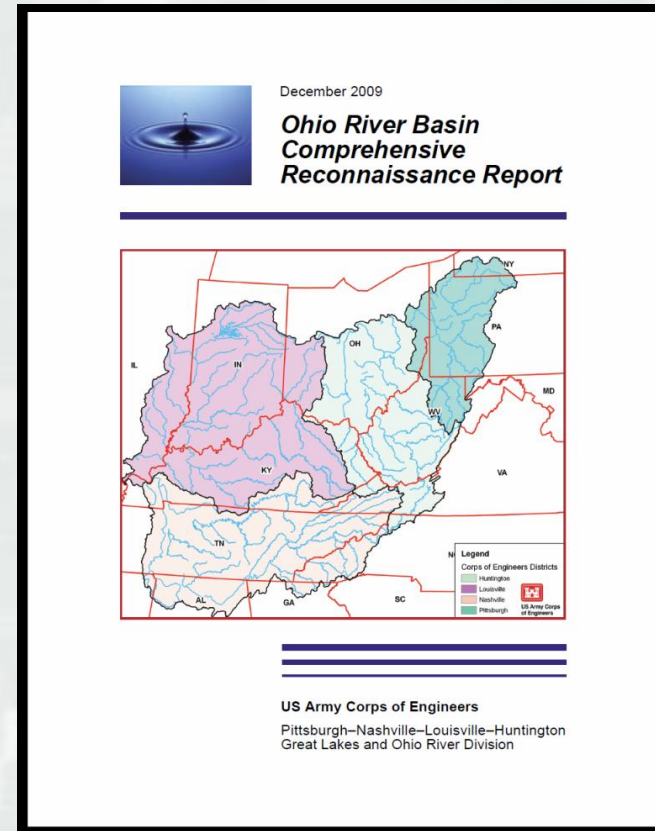 December 2009
Ohio River Basin
Comprehensive
Reconnaissance Report
NY
PA
OH
IL
IN
MD
WV
VA
KY
TN
AL
GA
SC
Legend
Corps of Engineers Districts
Huntington
Louisville
Nashville
Pittsburgh
US Army Corps
of Engineers
US Army Corps of Engineers
Pittsburgh–Nashville–Louisville–Huntington
Great Lakes and Ohio River Division